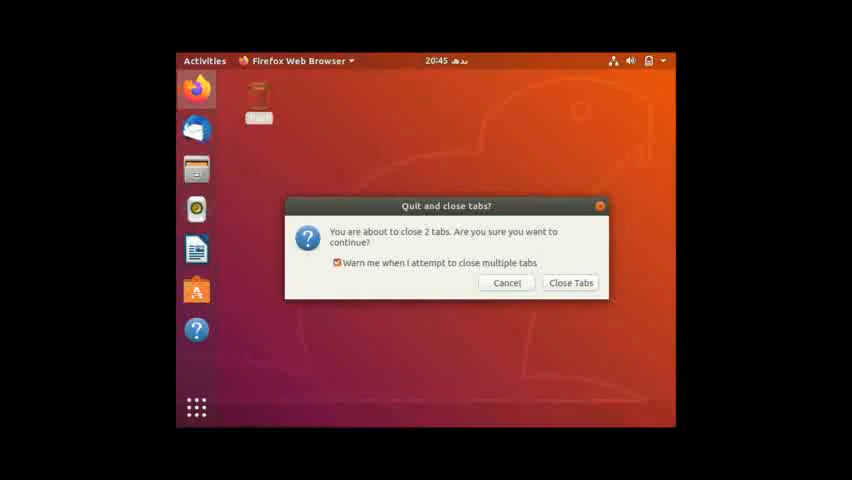 Activities
Firefox Web Browser
20:45
Quit and close tabs?
You are about to close 2 tabs. Are you sure you want to
continue?
Warn me when I attempt to close multiple tabs
Cancel
Close Tabs